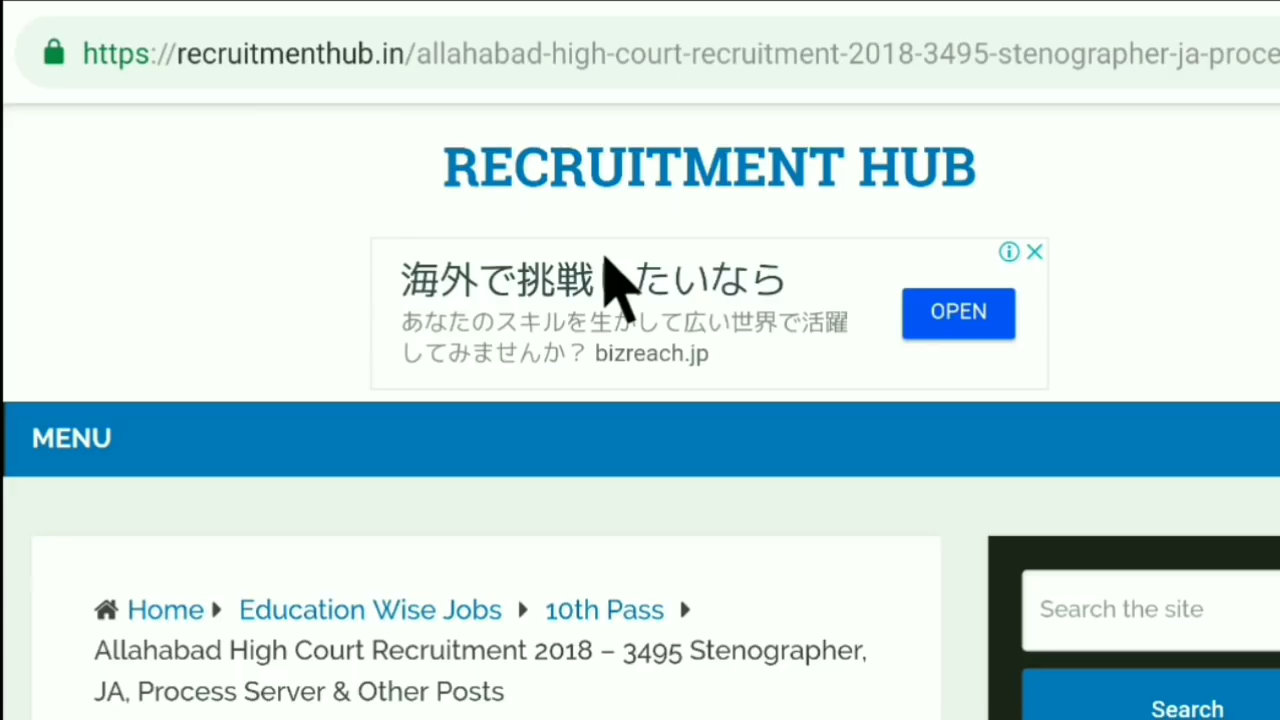 https://recruitmenthub.in/allahabad-high-court-recruitment-2018-3495-stenographer-ja-proce
RECRUITMENT HUB
海外で挑戦 たいなら
あなたのスキルを生かして広い世界で活躍
してみませんか？ bizreach.jp
OPEN
MENU
Home Education Wise Jobs 10th Pass
Allahabad High Court Recruitment 2018 – 3495 Stenographer,
JA, Process Server & Other Posts
Search the site
Search